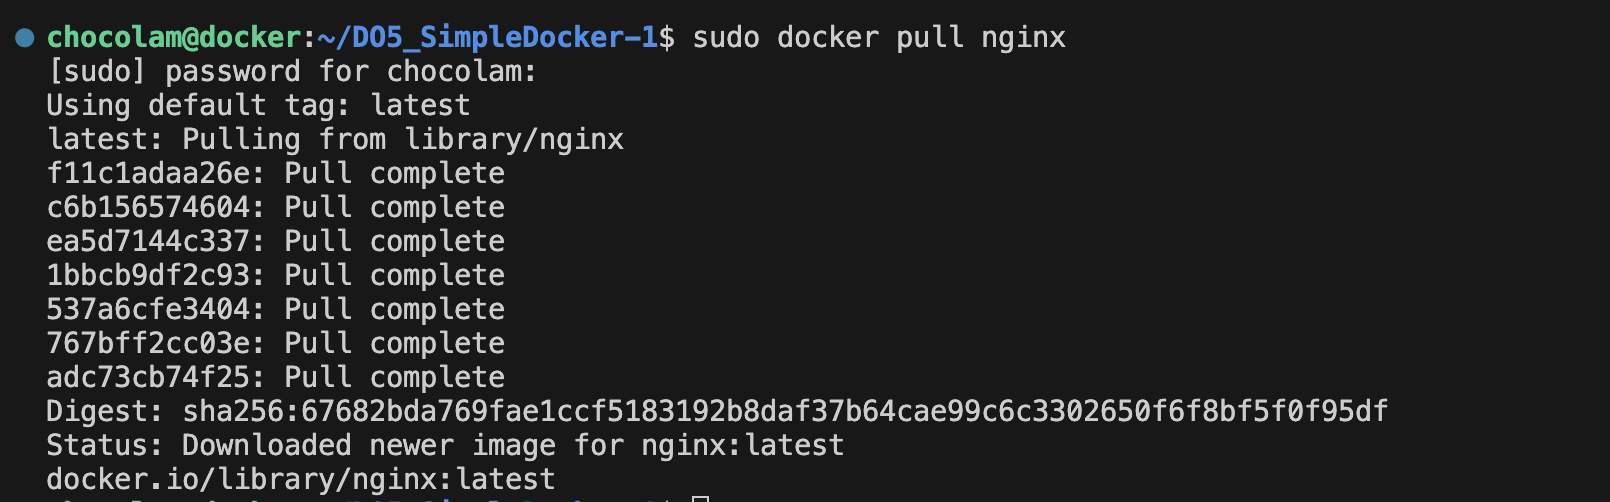 chocolam@docker:~/DO5_SimpleDocker-1$ sudo docker pull nginx
[sudo] password for chocolam:
Using default tag: latest
latest: Pulling from library/nginx
f11c1adaa26e: Pull complete
c6b156574604: Pull complete
ea5d7144c337: Pull complete
1bbcb9df2c93: Pull complete
537a6cfe3404: Pull complete
767bff2cc03e: Pull complete
adc73cb74f25: Pull complete
Digest: sha256:67682bda769fae1ccf5183192b8daf37b64cae99c6c3302650f6f8bf5f0f95df
Status: Downloaded newer image for nginx:latest
docker.io/library/nginx:latest